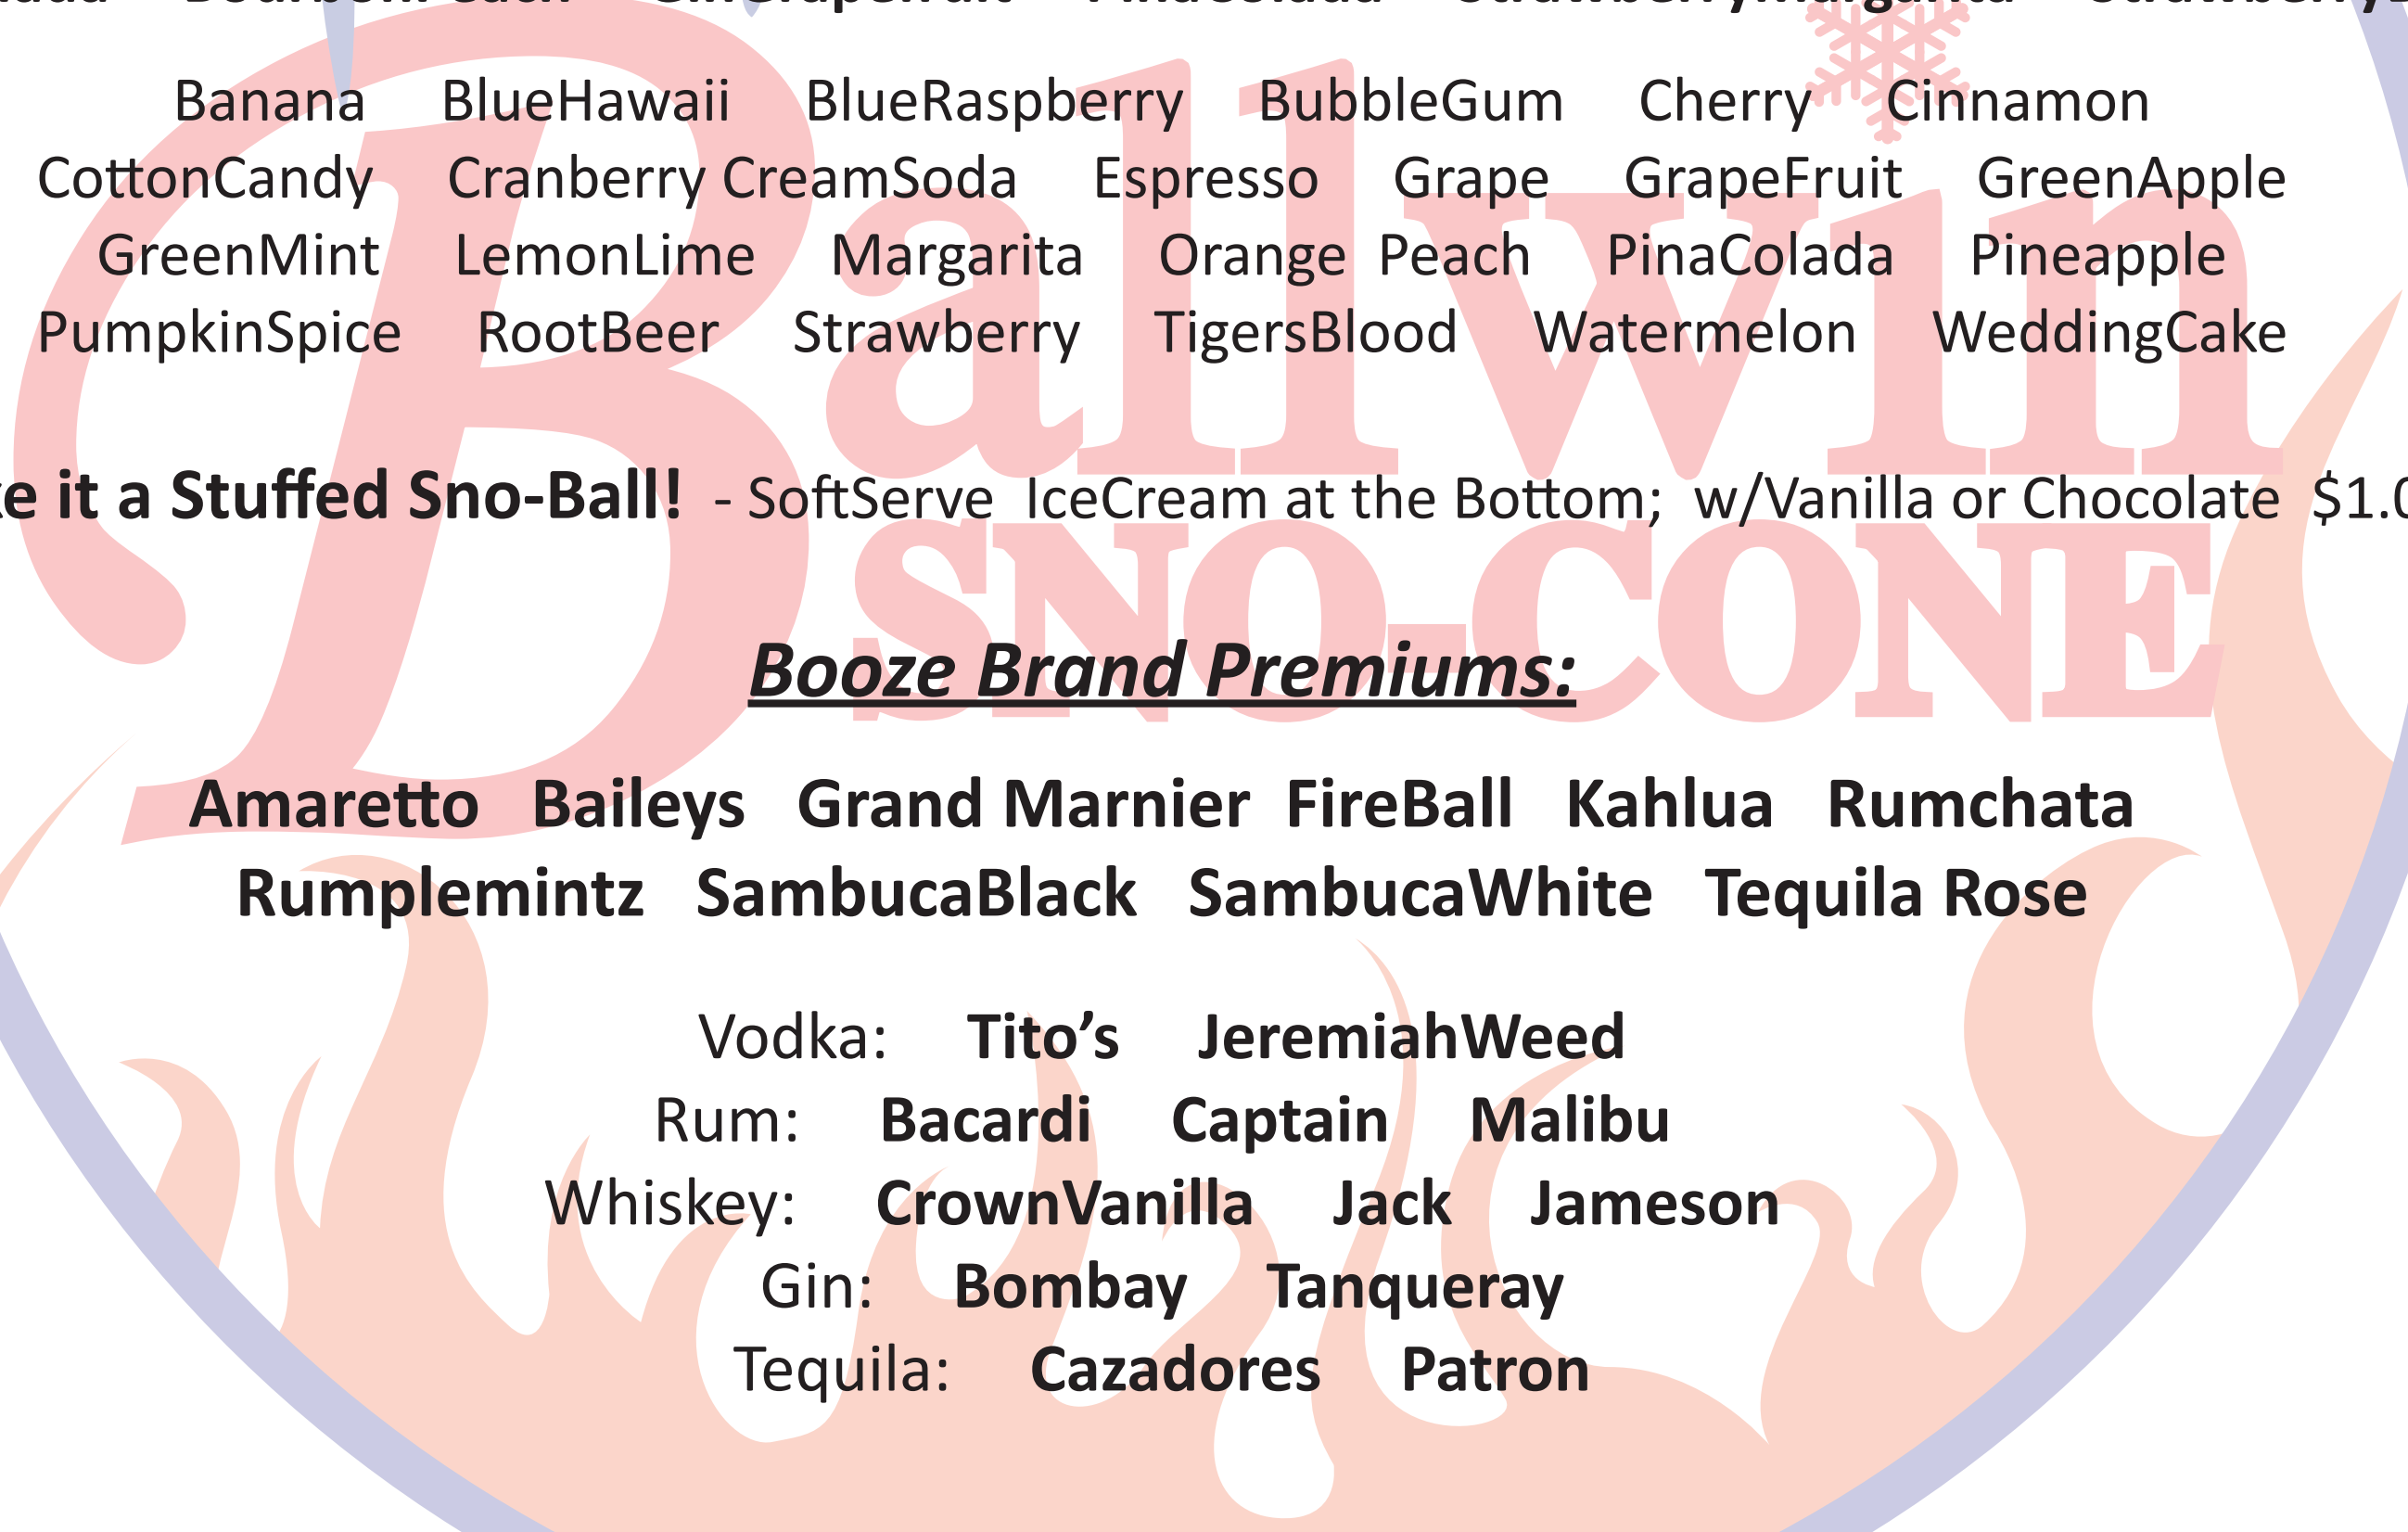 Banana BlueHawaii BlueRaspberry BubbleGum Cherry Cinnamon
CottonCandy Cranberry CreamSoda Espresso Grape GrapeFruit GreenApple
GreenMint LemonLime Margarita Orange Peach PinaColada Pineapple
PumpkinSpice RootBeer Strawberry TigersBlood Watermelon WeddingCake
Ballwin
it a Stuffed Sno-Ball! - SoftServe IceCream at the Bottom; w/Vanilla or Chocolate
SNO-CONE
Booze Brand Premiums:
Amaretto Baileys Grand Marnier FireBall Kahlua Rumchata
Rumplemintz SambucaBlack SambucaWhite Tequila Rose
Vodka: Tito’s JeremiahWeed
Rum: Bacardi Captain Malibu
Whiskey: CrownVanilla Jack Jameson
Gin: Bombay Tanqueray
Tequila: Cazadores Patron